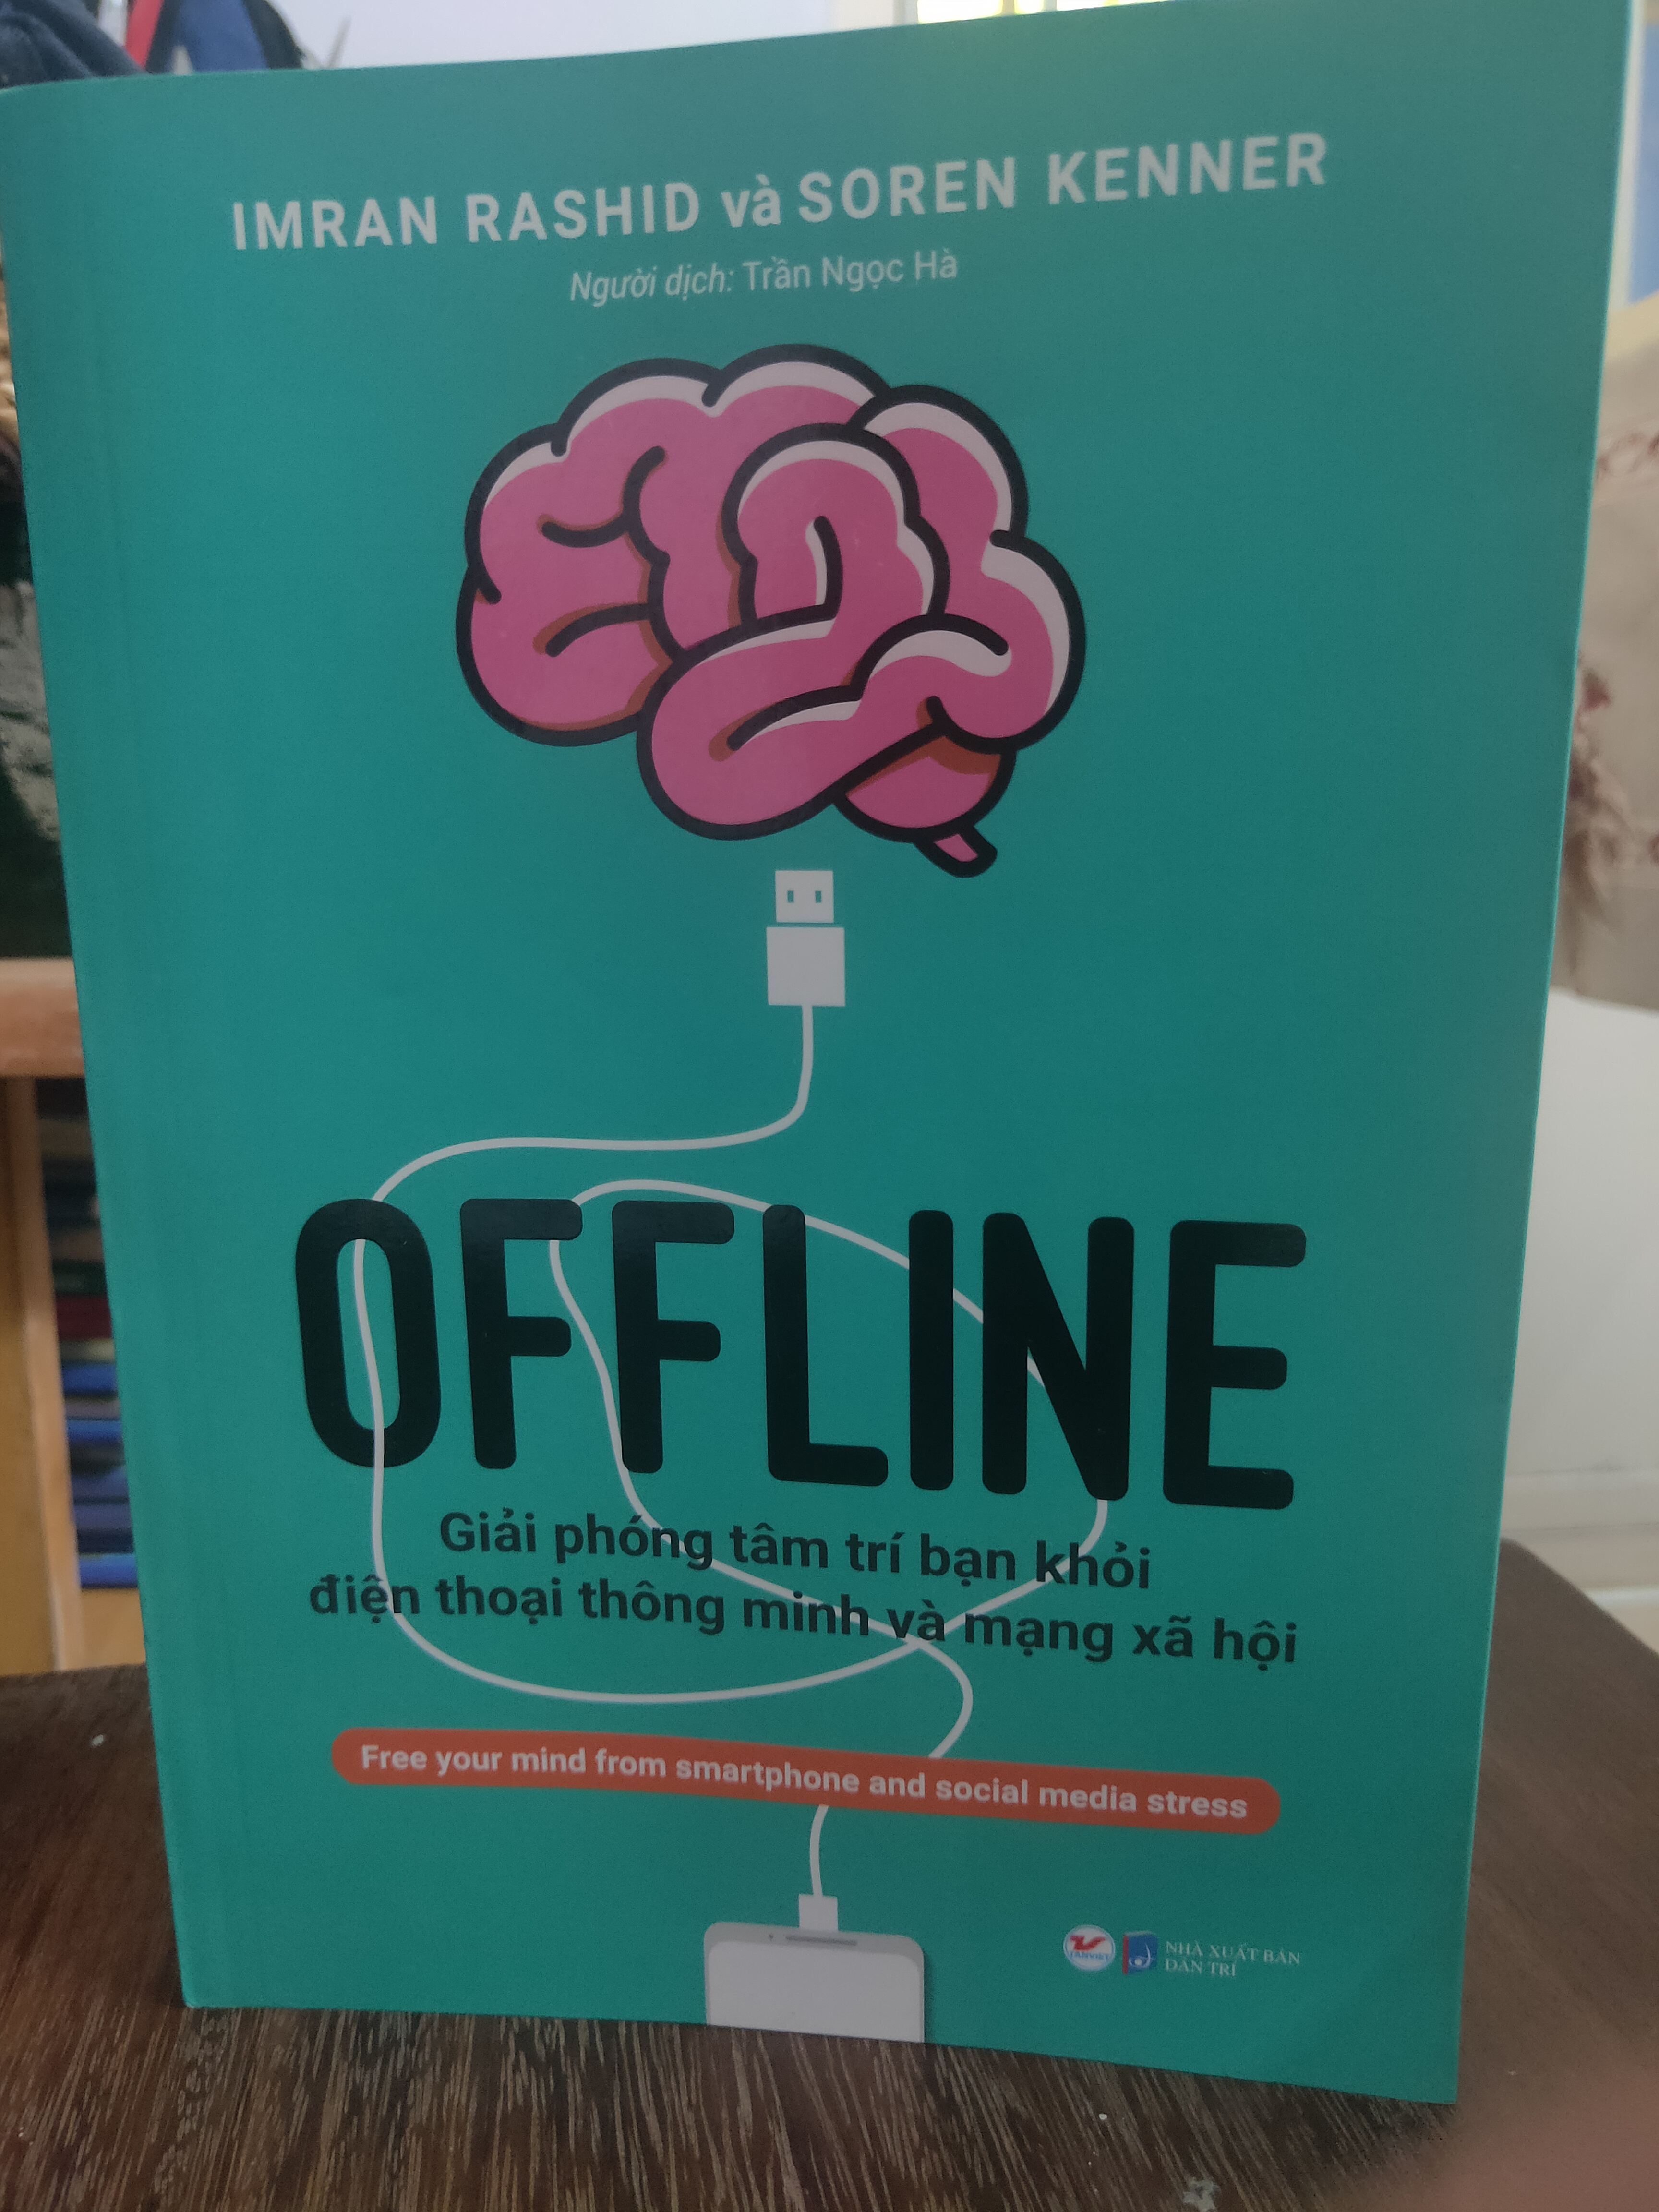 IMRAN RASHID và SOREN KENNER
Người dịch: Trần Ngọc Hà
OFFLINE
Giải phóng tâm trí bạn khỏi
điện thoại thông minh và mạng xã hội
Free your mind from smartphone and social media stress
TANVIET
NHÀ XUẤT BẢN
DÂN TRÍ